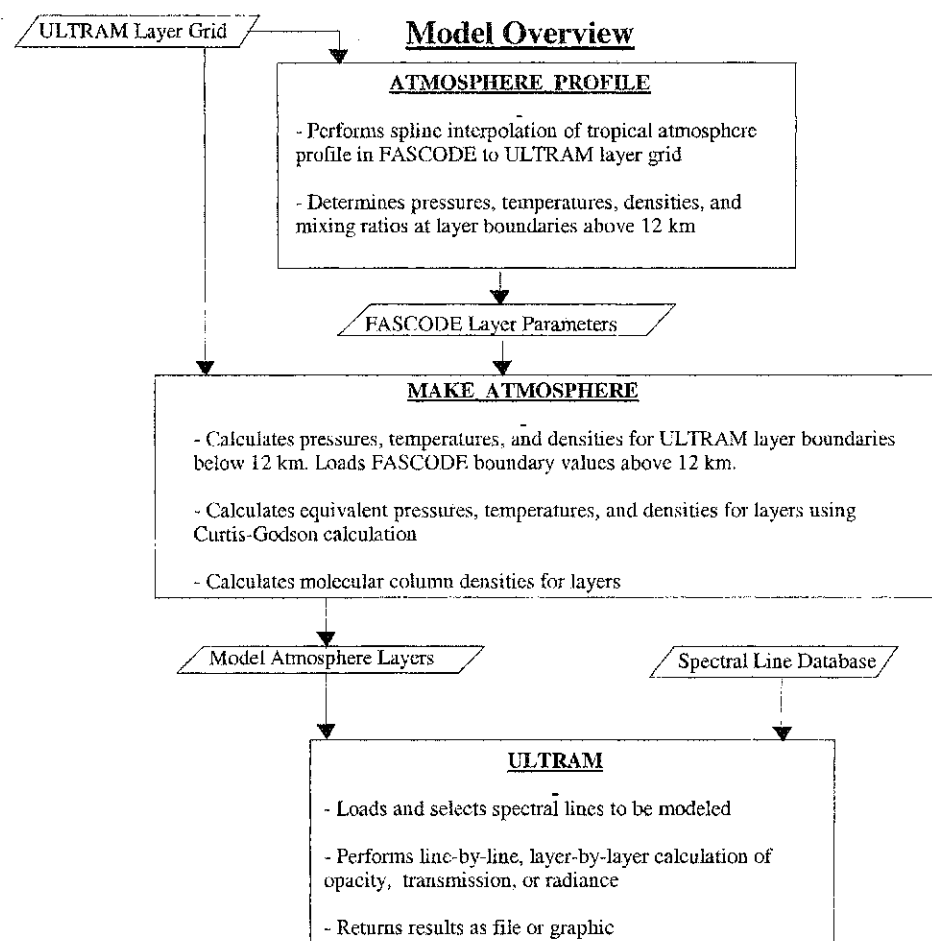 ULTRAM Layer Grid
Model Overview
ATMOSPHERE PROFILE
- Performs spline interpolation of tropical atmosphere
profile in FASCODE to ULTRAM layer grid
- Determines pressures, temperatures, densities, and
mixing ratios at layer boundaries above 12 km
FASCODE Layer Parameters
MAKE ATMOSPHERE
- Calculates pressures, temperatures, and densities for ULTRAM layer boundaries
below 12 km. Loads FASCODE boundary values above 12 km.
- Calculates equivalent pressures, temperatures, and densities for layers using
Curtis-Godson calculation
- Calculates molecular column densities for layers
Model Atmosphere Layers
Spectral Line Database
ULTRAM
- Loads and selects spectral lines to be modeled
- Performs line-by-line, layer-by-layer calculation of
opacity, transmission, or radiance
- Returns results as file or graphic